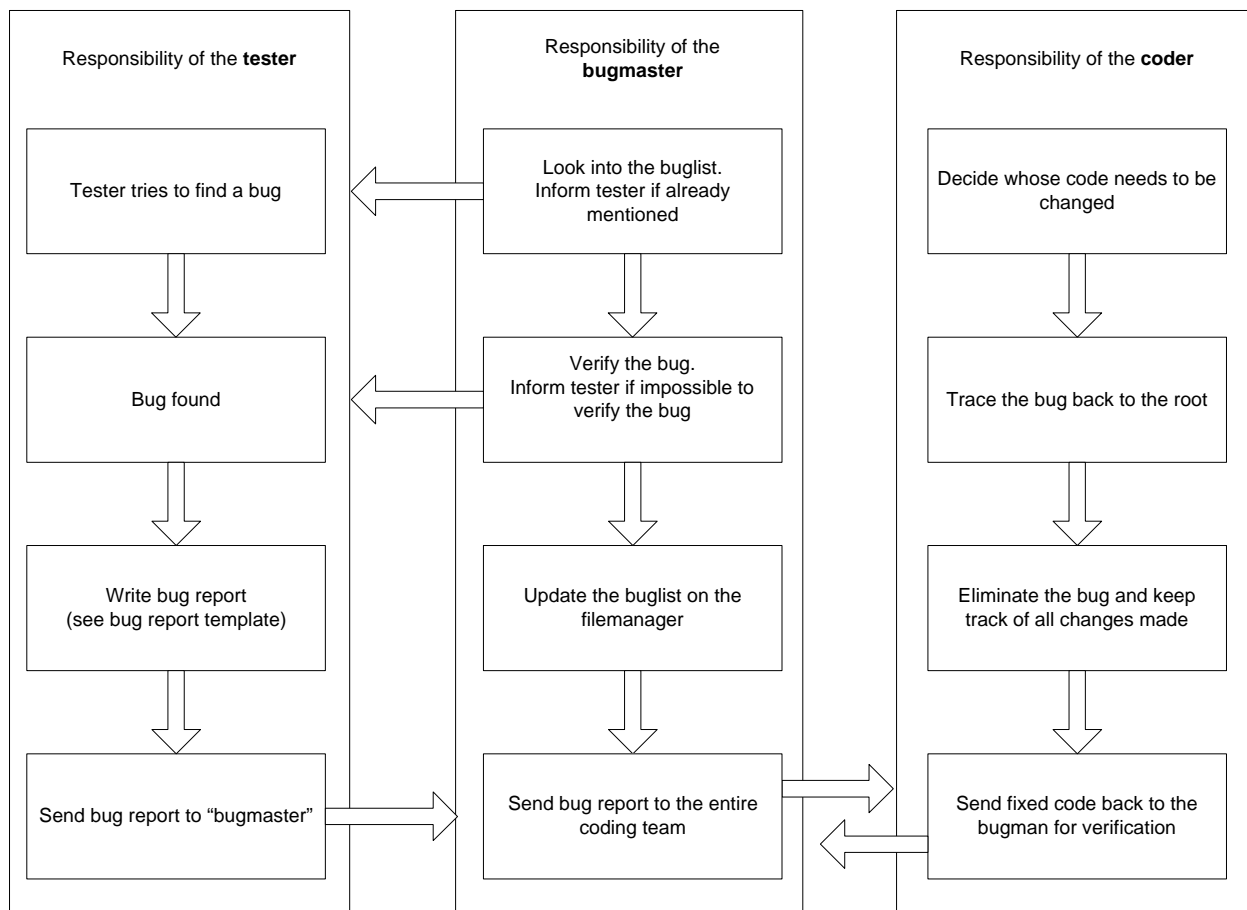 Responsibility of the tester
Tester tries to find a bug
Bug found
Write bug report
(see bug report template)
Send bug report to “bugmaster”
Responsibility of the
bugmaster
Look into the buglist.
Inform tester if already
mentioned
Verify the bug.
Inform tester if impossible to
verify the bug
Update the buglist on the
filemanager
Send bug report to the entire
coding team
Responsibility of the coder
Decide whose code needs to be
changed
Trace the bug back to the root
Eliminate the bug and keep
track of all changes made
Send fixed code back to the
bugman for verification